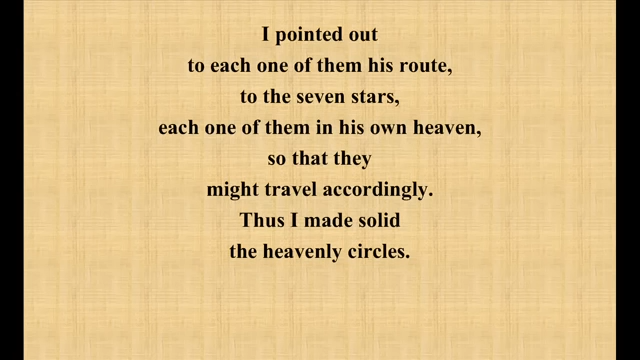 I pointed out
to each one of them his route,
to the seven stars,
each one of them in his own heaven,
so that they
might travel accordingly.
Thus I made solid
the heavenly circles.